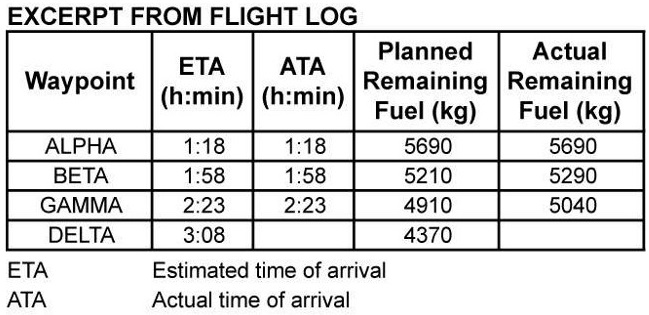 EXCERPT FROM FLIGHT LOG
Waypoint ETA (h:min) ATA (h:min) Planned Remaining Fuel (kg) Actual Remaining Fuel (kg)
ALPHA 1:18 1:18 5690 5690
BETA 1:58 1:58 5210 5290
GAMMA 2:23 2:23 4910 5040
DELTA 3:08 4370
ETA Estimated time of arrival
ATA Actual time of arrival